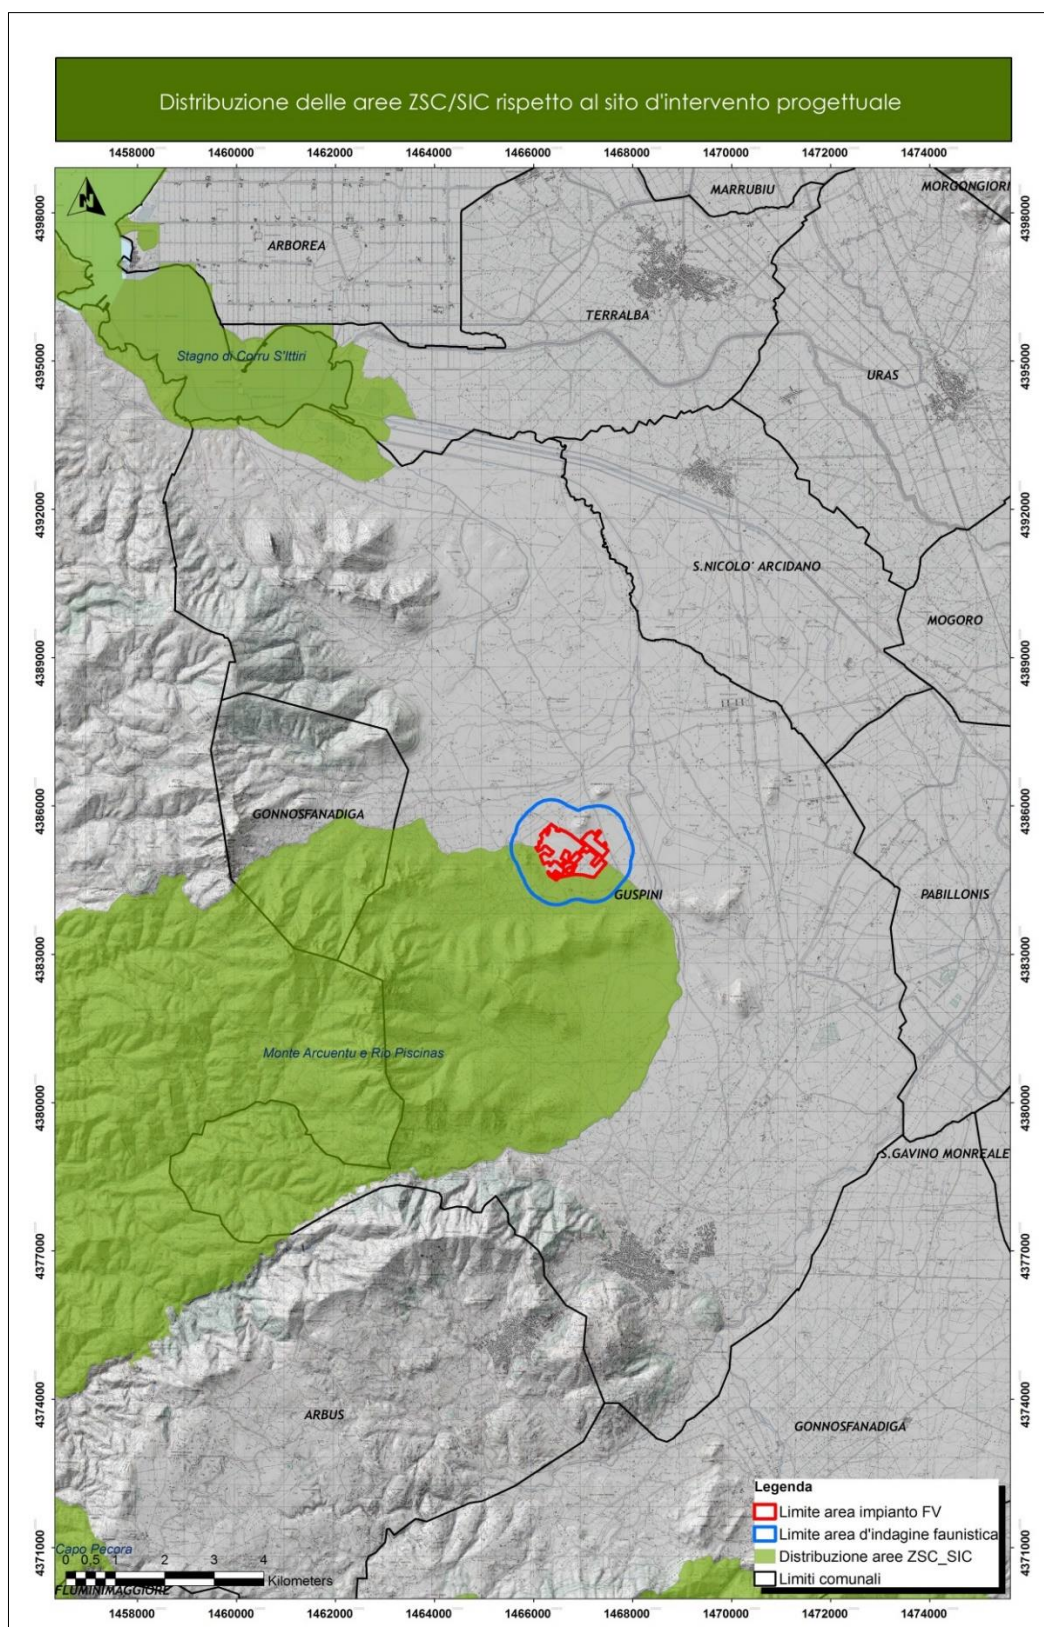 Distribuzione delle aree ZSC/SIC rispetto al sito d'intervento progettuale
1458000 1460000 1462000 1464000 1466000 1468000 1470000 1472000 1474000
N
MARRUBIU
MORGONGIORI
4398000 4398000
ARBOREA
TERRALBA
Stagno di Corru S'Ittiri
4395000 4395000
URAS
4392000 4392000
S.NICOLO' ARCIDANO
MOGORO
4389000 4389000
4386000 4386000
GONNOSFANADIGA
GUSPINI
PABILLONIS
4383000 4383000
Monte Arcuentu e Rio Piscinas
4380000 4380000
S.GAVINO MONREALE
4377000 4377000
4374000 4374000
ARBUS
GONNOSFANADIGA
Legenda
Limite area impianto FV
Limite area d'indagine faunistica
Distribuzione aree ZSC_SIC
Limiti comunali
4371000 4371000
Capo Pecora
0 0,5 1 2 3 4
Kilometers
FLUMINIMAGGIORE
1458000 1460000 1462000 1464000 1466000 1468000 1470000 1472000 1474000